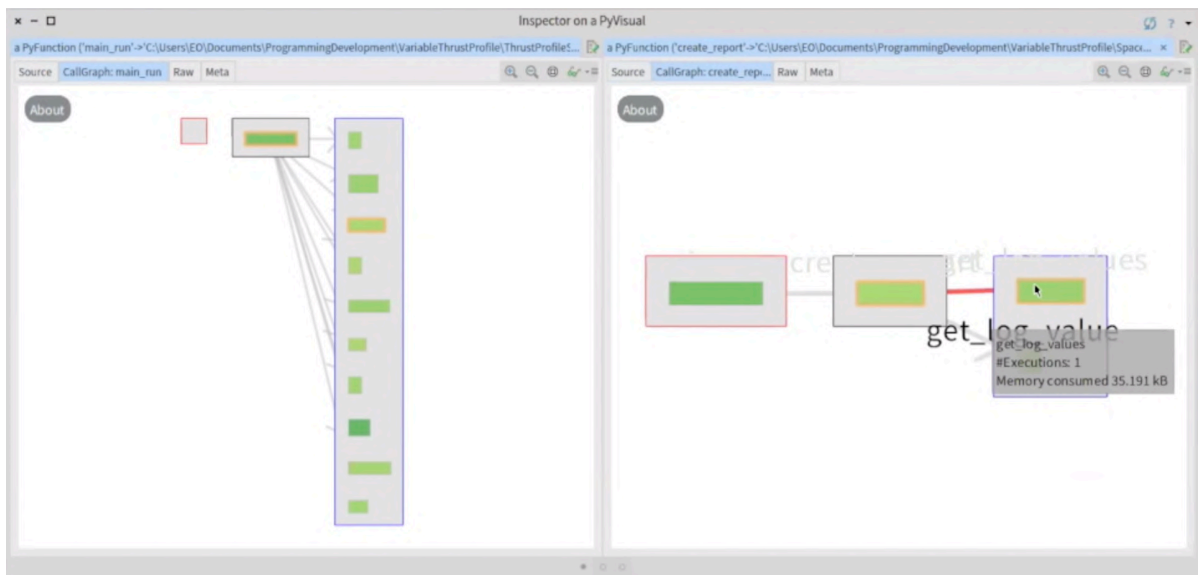 Inspector on a PyVisual
?
a PyFunction ('main_run'->'C:\Users\EO\Documents\ProgrammingDevelopment\VariableThrustProfile\ThrustProfileS...
a PyFunction ('create_report'->'C:\Users\EO\Documents\ProgrammingDevelopment\VariableThrustProfile\Spac...
Source CallGraph: main_run Raw Meta
Source CallGraph: create_rep... Raw Meta
About
About
get_log_values
get_log_value
get_log_values
#Executions: 1
Memory consumed 35.191 kB